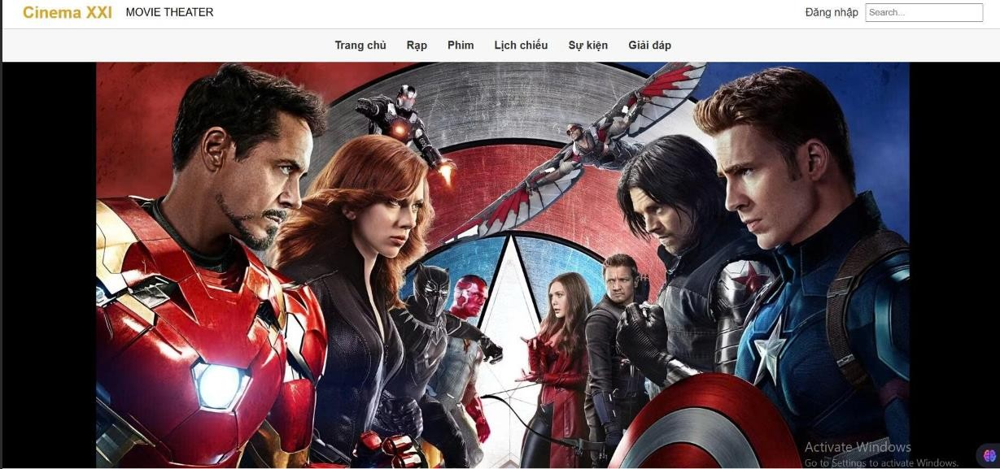 Cinema XXI MOVIE THEATER Đăng nhập Search...
Trang chủ Rạp Phim Lịch chiếu Sự kiện Giải đáp
Activate Windows
Go to Settings to activate Windows.